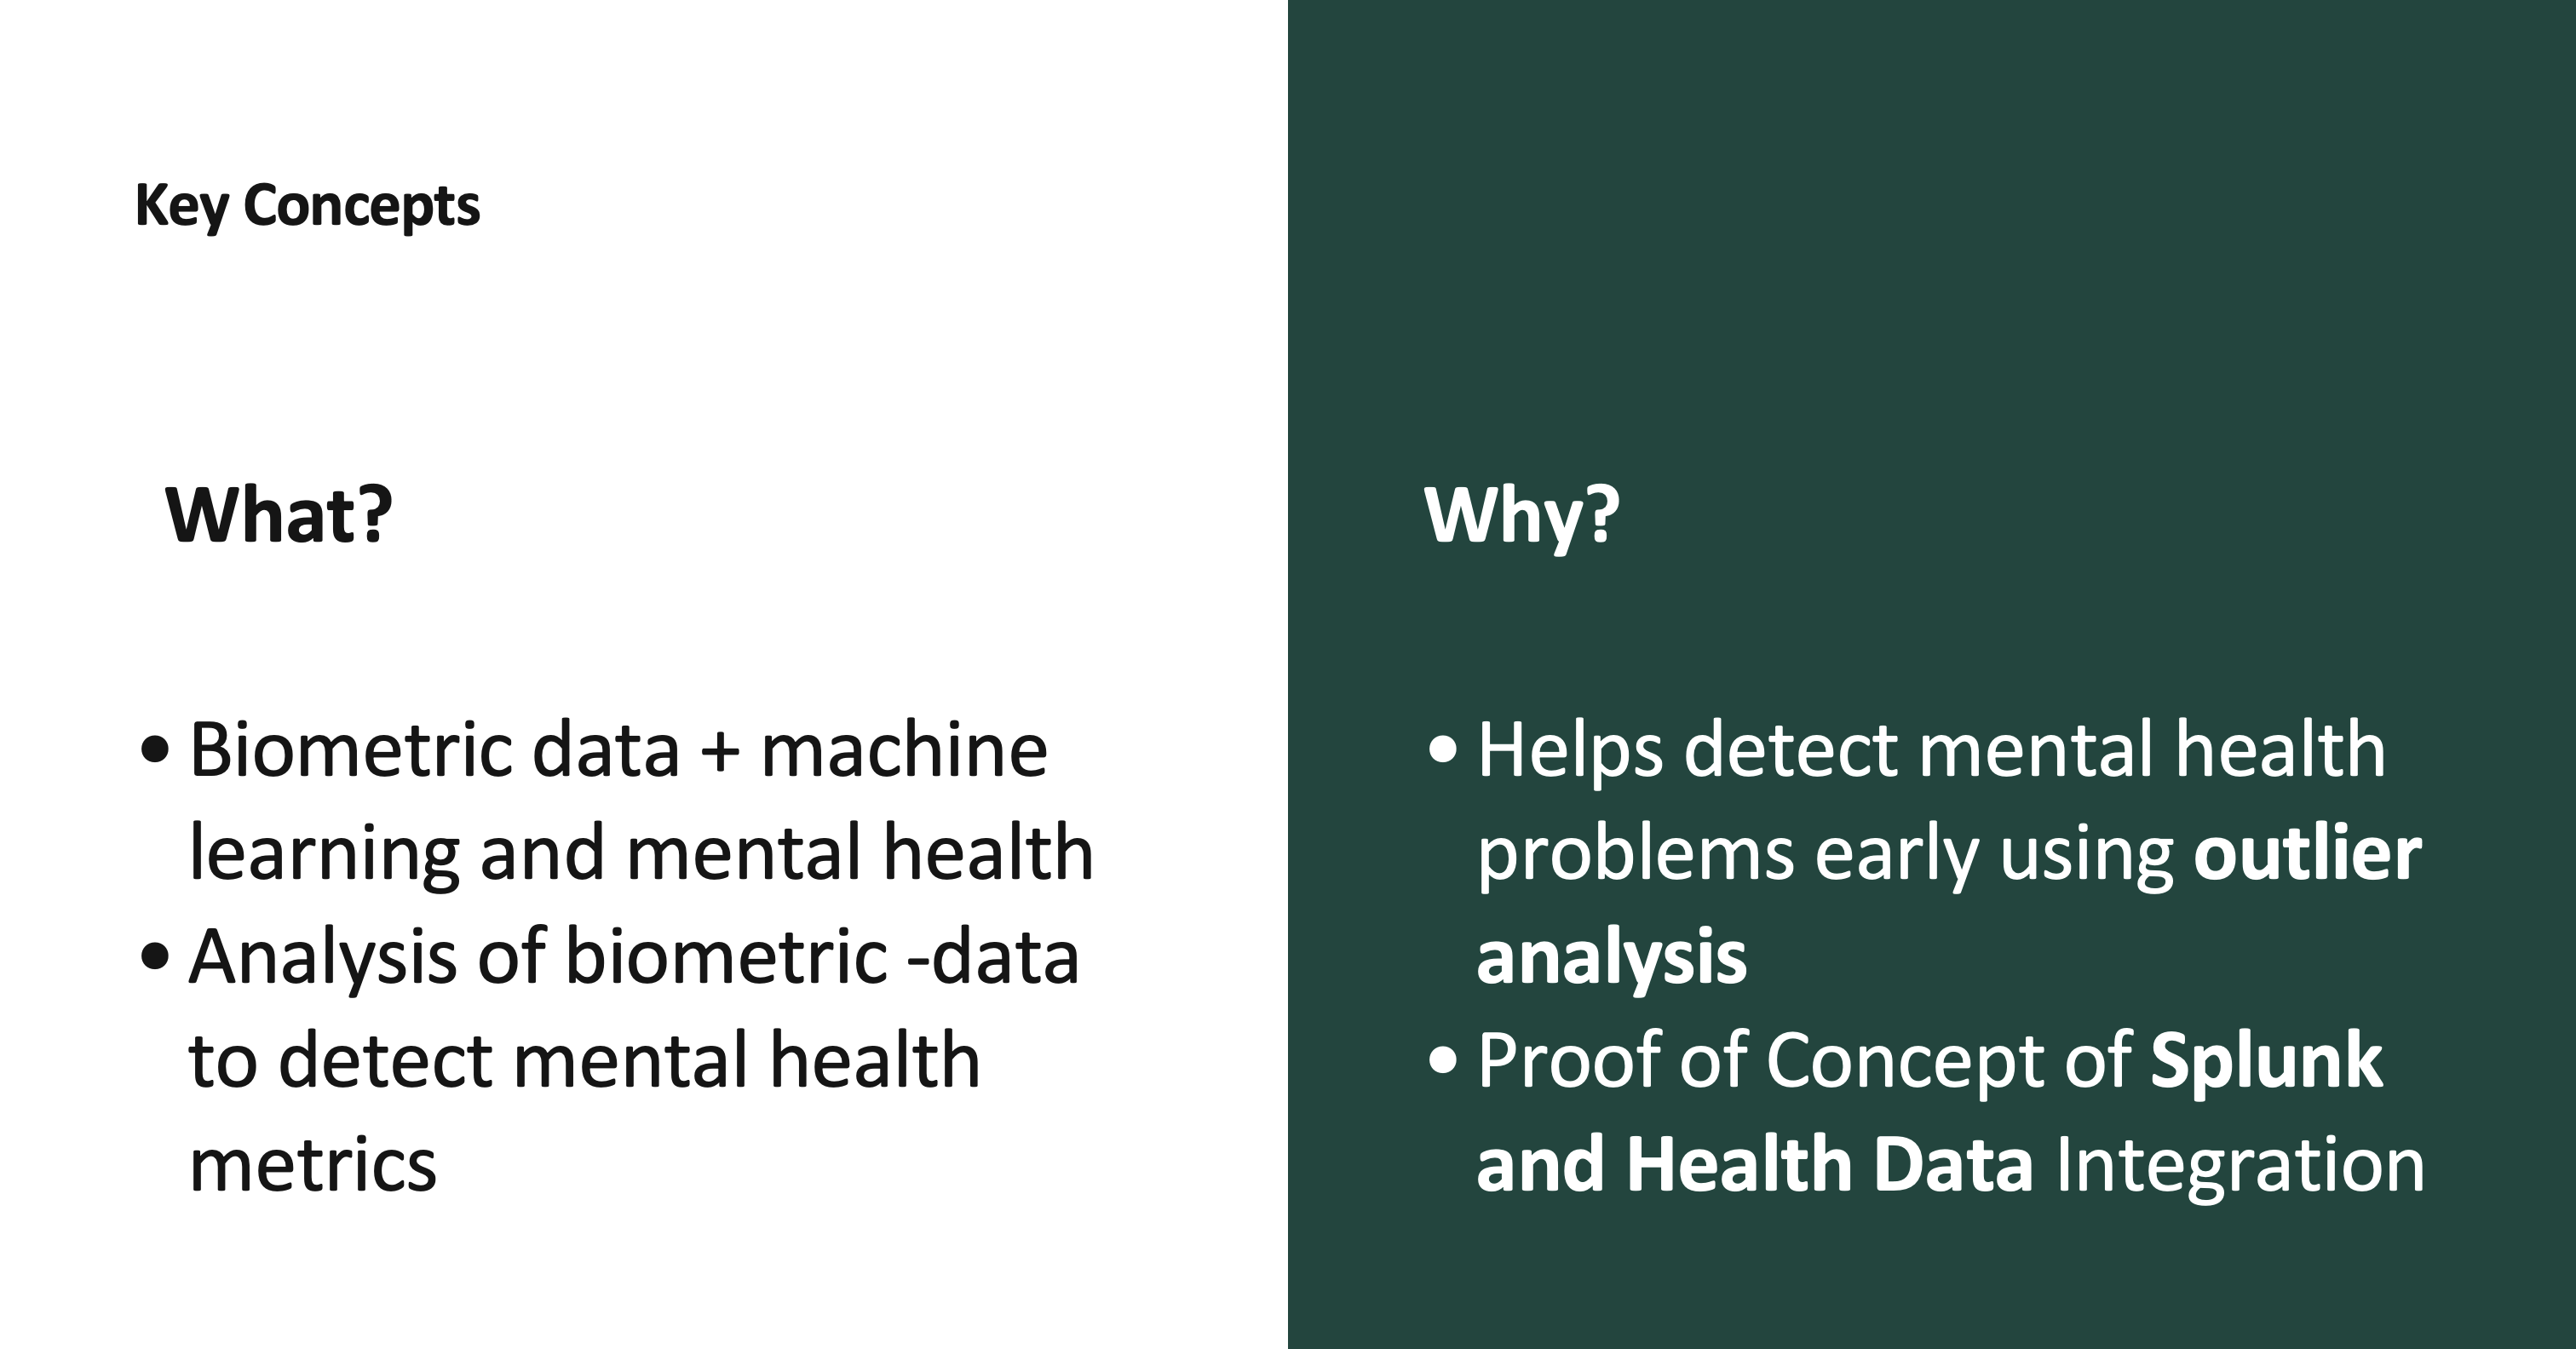 Key Concepts
What?
• Biometric data + machine
learning and mental health
• Analysis of biometric -data
to detect mental health
metrics
Why?
• Helps detect mental health
problems early using outlier
analysis
• Proof of Concept of Splunk
and Health Data Integration